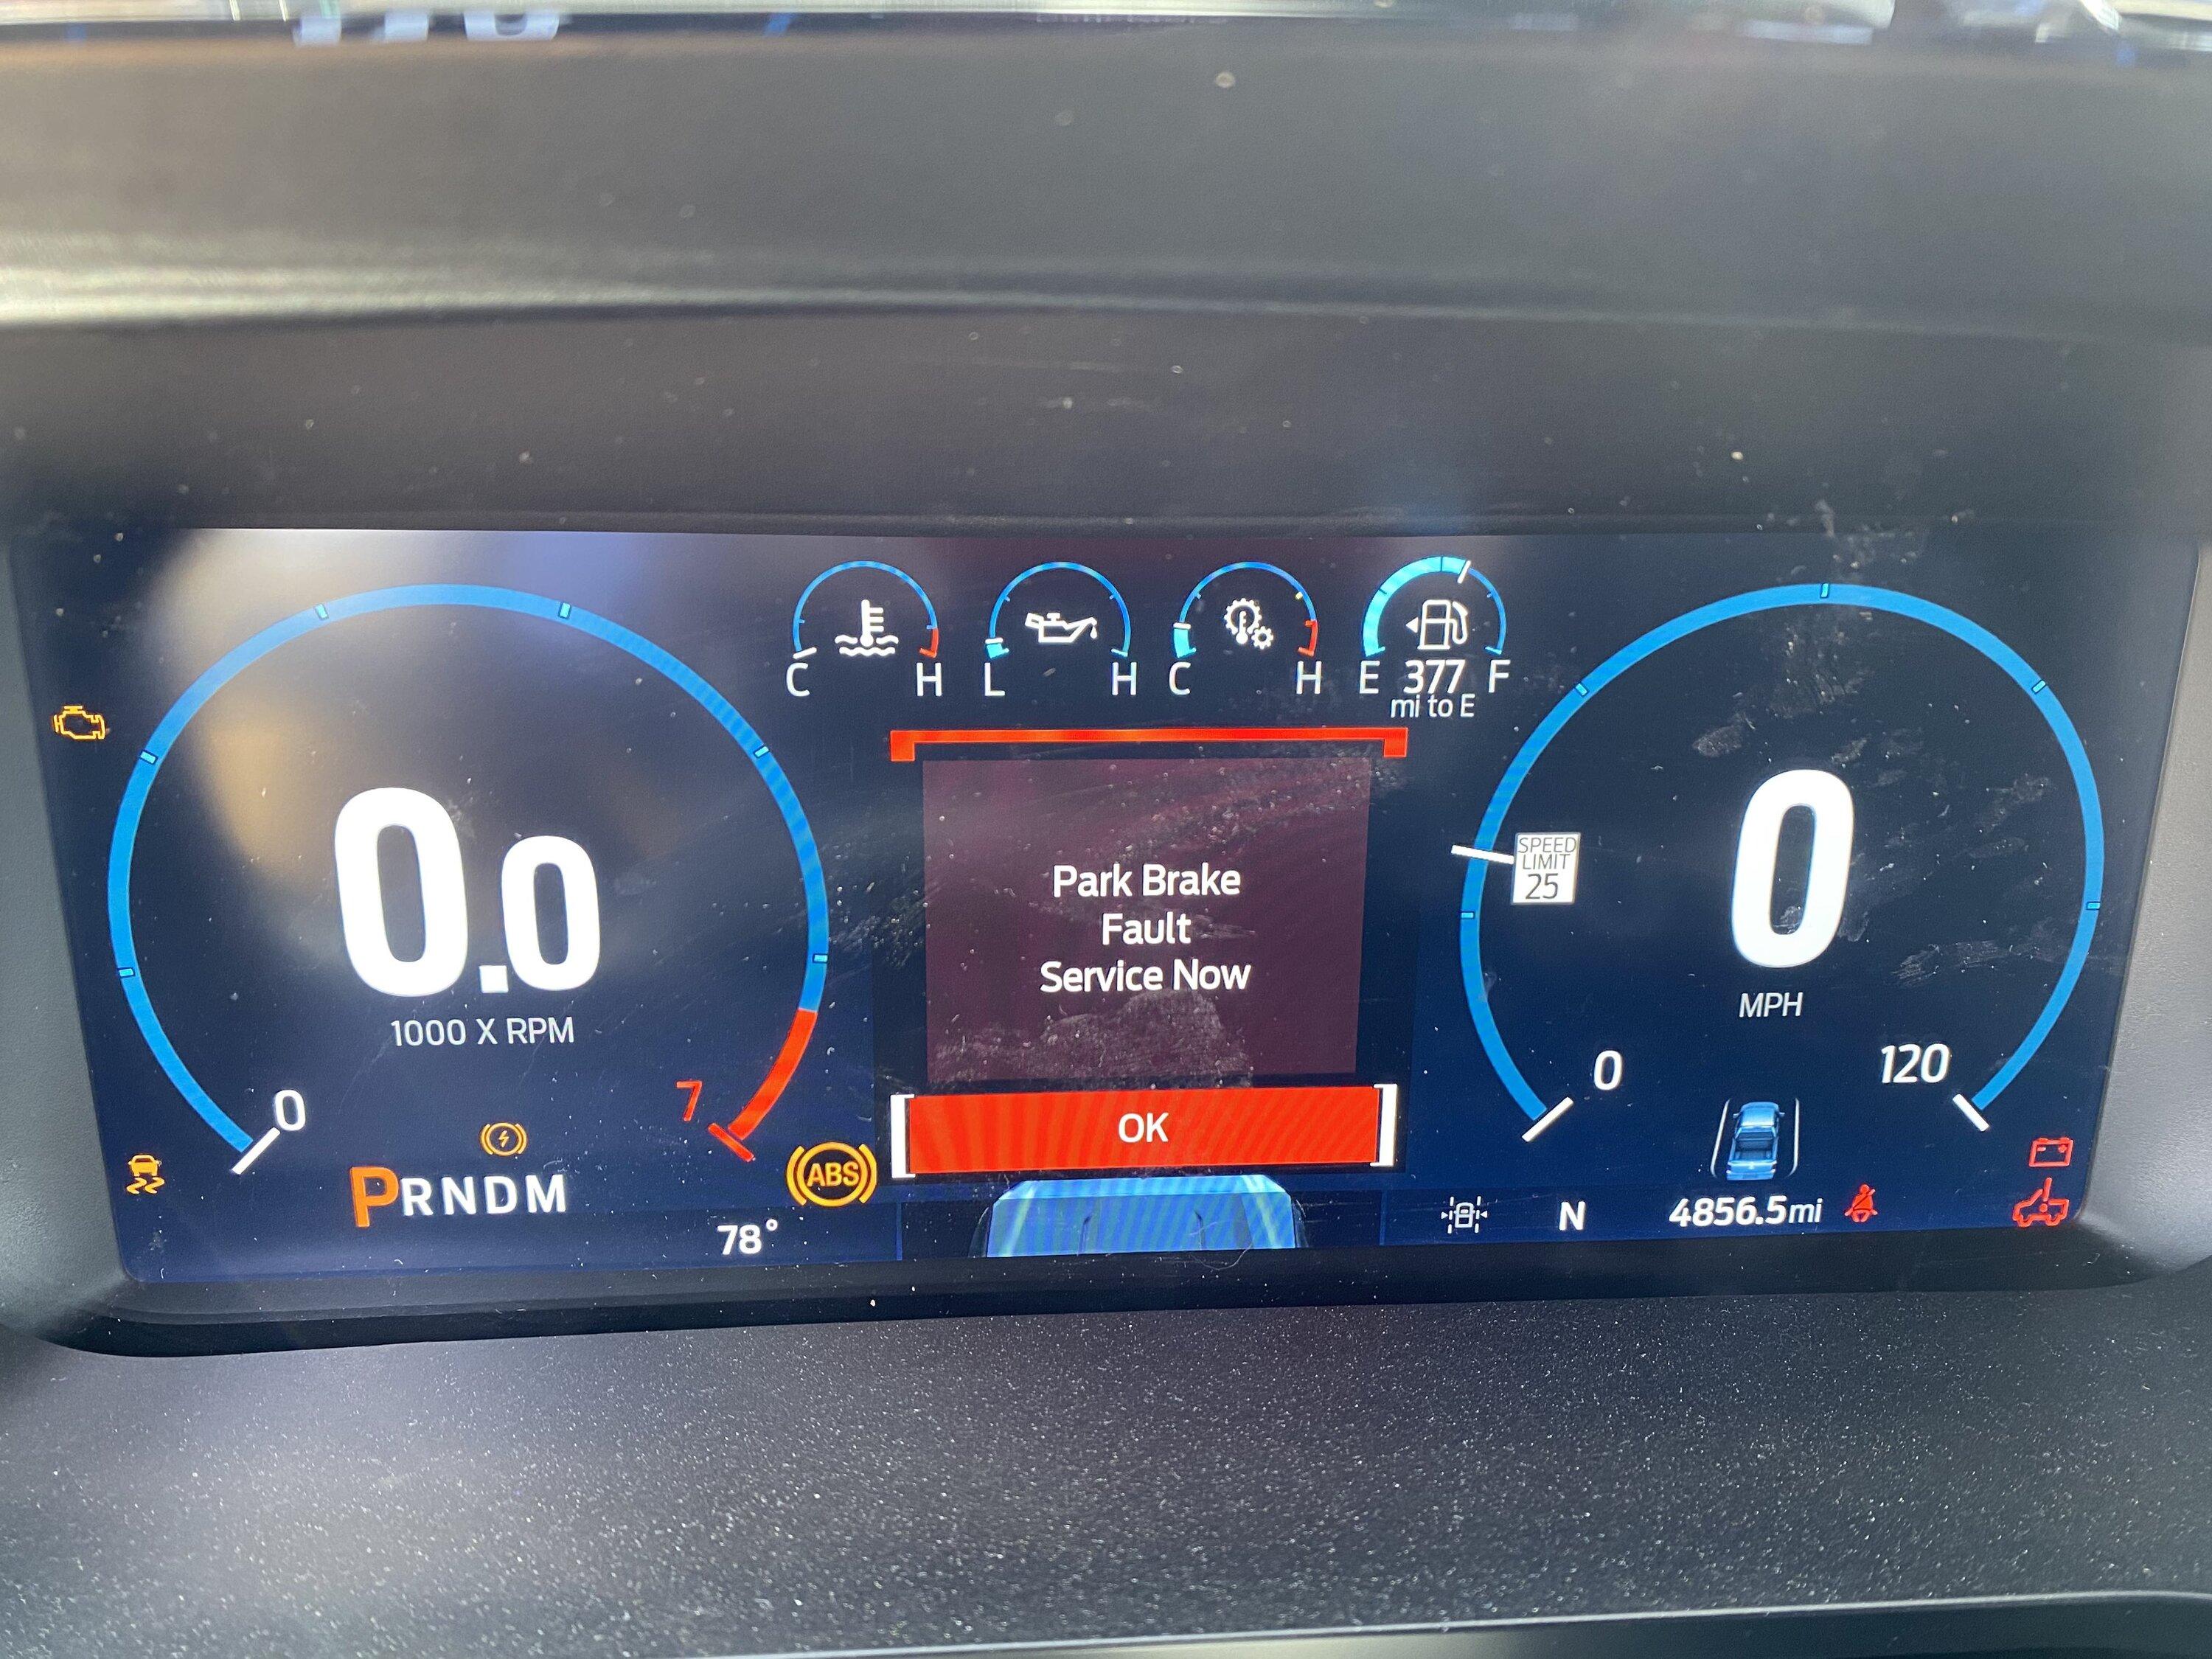 C H
L H
C H
E 377 F
mi to E
0.0
1000 X RPM
0
7
PRNDM
ABS
78°
Park Brake
Fault
Service Now
OK
SPEED
LIMIT
25
0
MPH
0
120
N
4856.5mi